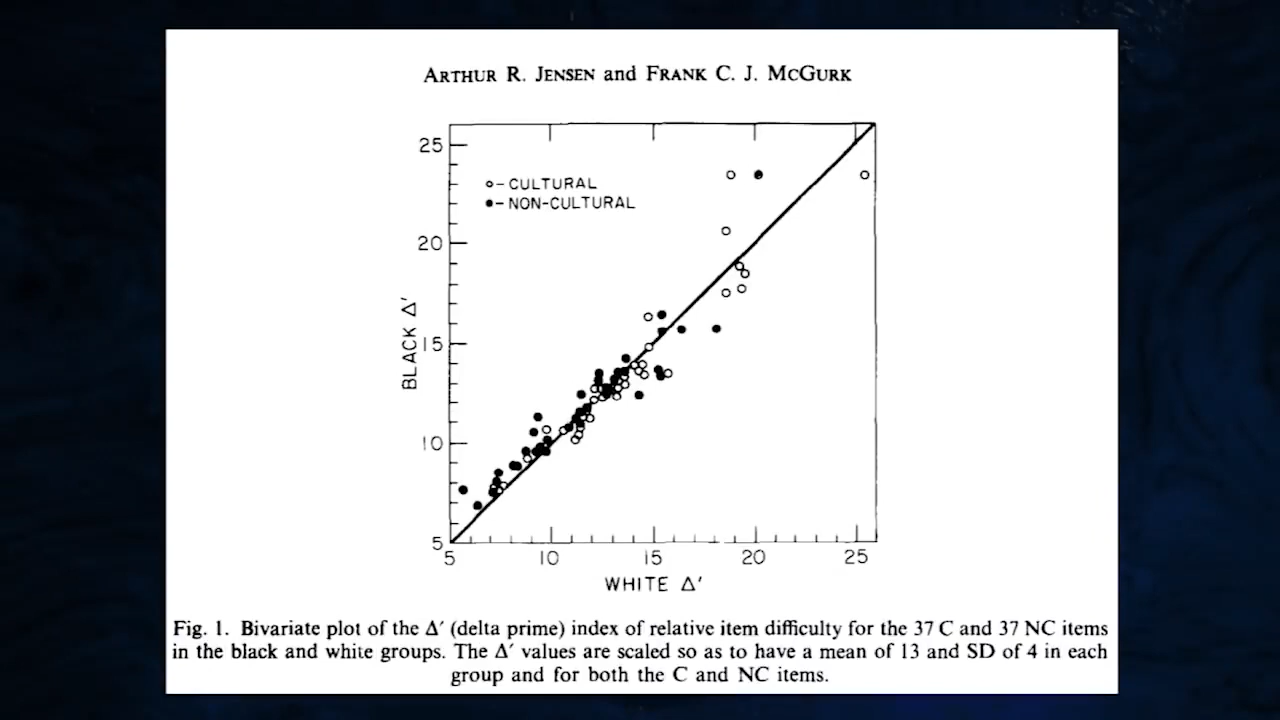 ARTHUR R. JENSEN and FRANK C. J. MCGURK
25
○-CULTURAL
●-NON-CULTURAL
20
BLACK Δ′
15
10
5
5 10 15 20 25
WHITE Δ′
Fig. 1. Bivariate plot of the Δ′ (delta prime) index of relative item difficulty for the 37 C and 37 NC items
in the black and white groups. The Δ′ values are scaled so as to have a mean of 13 and SD of 4 in each
group and for both the C and NC items.